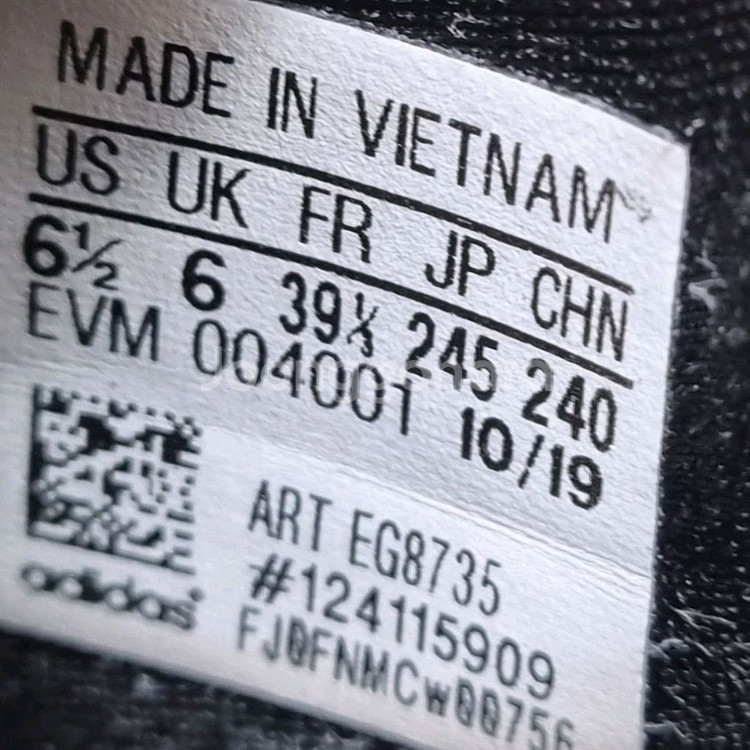 MADE IN VIETNAM
US UK FR JP CHN
6½ 6 39⅓ 245 240
EVM 004001 10/19
ART EG8735
#124115909
FJ0FNMCW00756
adidas